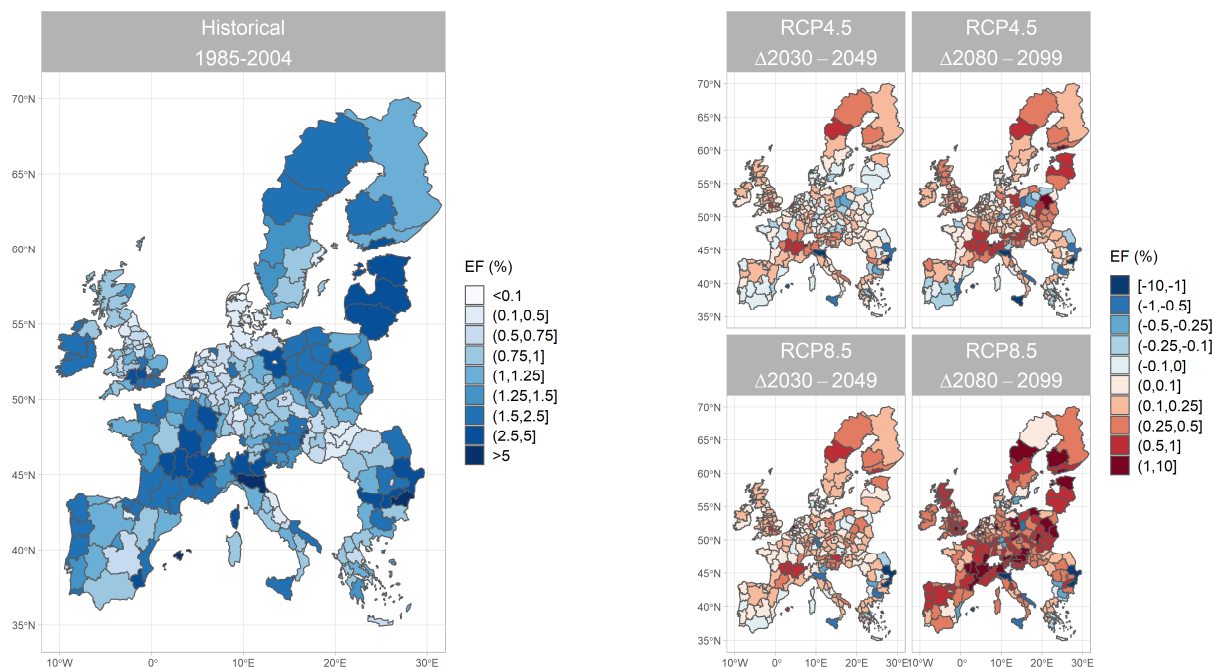 Historical
1985-2004
70°N
65°N
60°N
55°N
50°N
45°N
40°N
35°N
10°W
0°
10°E
20°E
30°E
EF (%)
<0.1
(0.1,0.5]
(0.5,0.75]
(0.75,1]
(1,1.25]
(1.25,1.5]
(1.5,2.5]
(2.5,5]
>5
RCP4.5
Δ2030 – 2049
RCP4.5
Δ2080 – 2099
70°N
65°N
60°N
55°N
50°N
45°N
40°N
35°N
RCP8.5
Δ2030 – 2049
RCP8.5
Δ2080 – 2099
70°N
65°N
60°N
55°N
50°N
45°N
40°N
35°N
10°W
0°
10°E
20°E
30°E
10°W
0°
10°E
20°E
30°E
EF (%)
[-10,-1]
(-1,-0.5]
(-0.5,-0.25]
(-0.25,-0.1]
(-0.1,0]
(0,0.1]
(0.1,0.25]
(0.25,0.5]
(0.5,1]
(1,10]